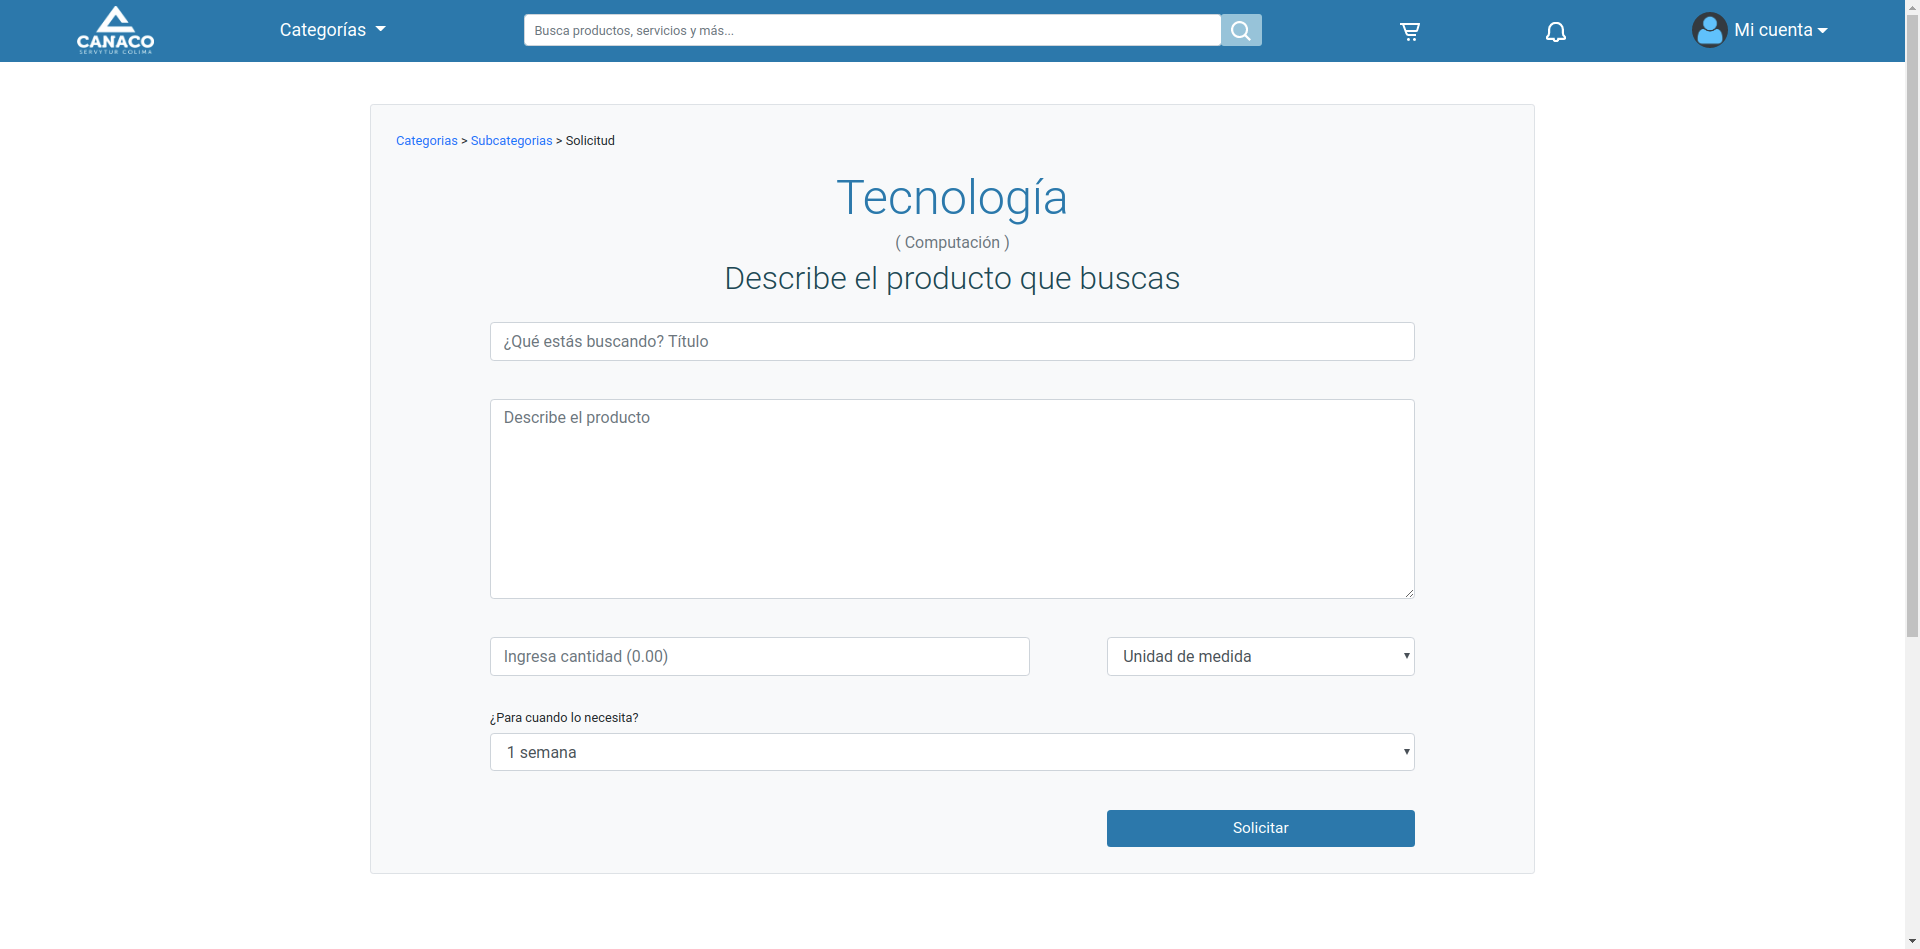 CANACO
SERVYTUR COLIMA
Categorías
Busca productos, servicios y más...
Mi cuenta
Categorias > Subcategorias > Solicitud
Tecnología
( Computación )
Describe el producto que buscas
¿Qué estás buscando? Título
Describe el producto
Ingresa cantidad (0.00)
Unidad de medida
¿Para cuando lo necesita?
1 semana
Solicitar